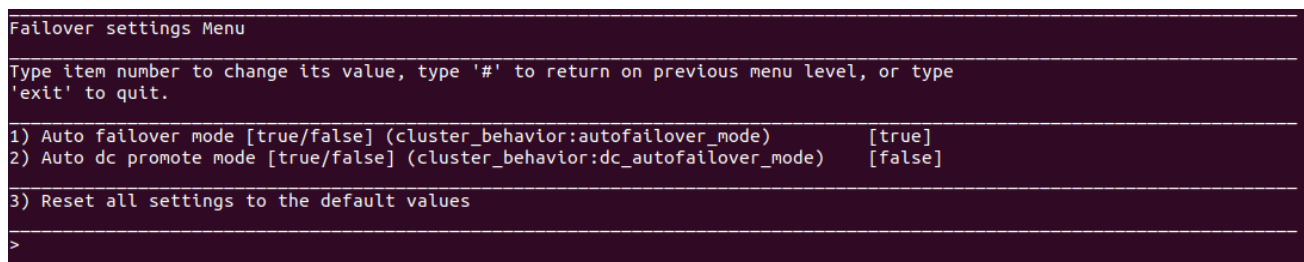 Failover settings Menu
Type item number to change its value, type '#' to return on previous menu level, or type
'exit' to quit.
1) Auto failover mode [true/false] (cluster_behavior:autofailover_mode) [true]
2) Auto dc promote mode [true/false] (cluster_behavior:dc_autofailover_mode) [false]
3) Reset all settings to the default values
>